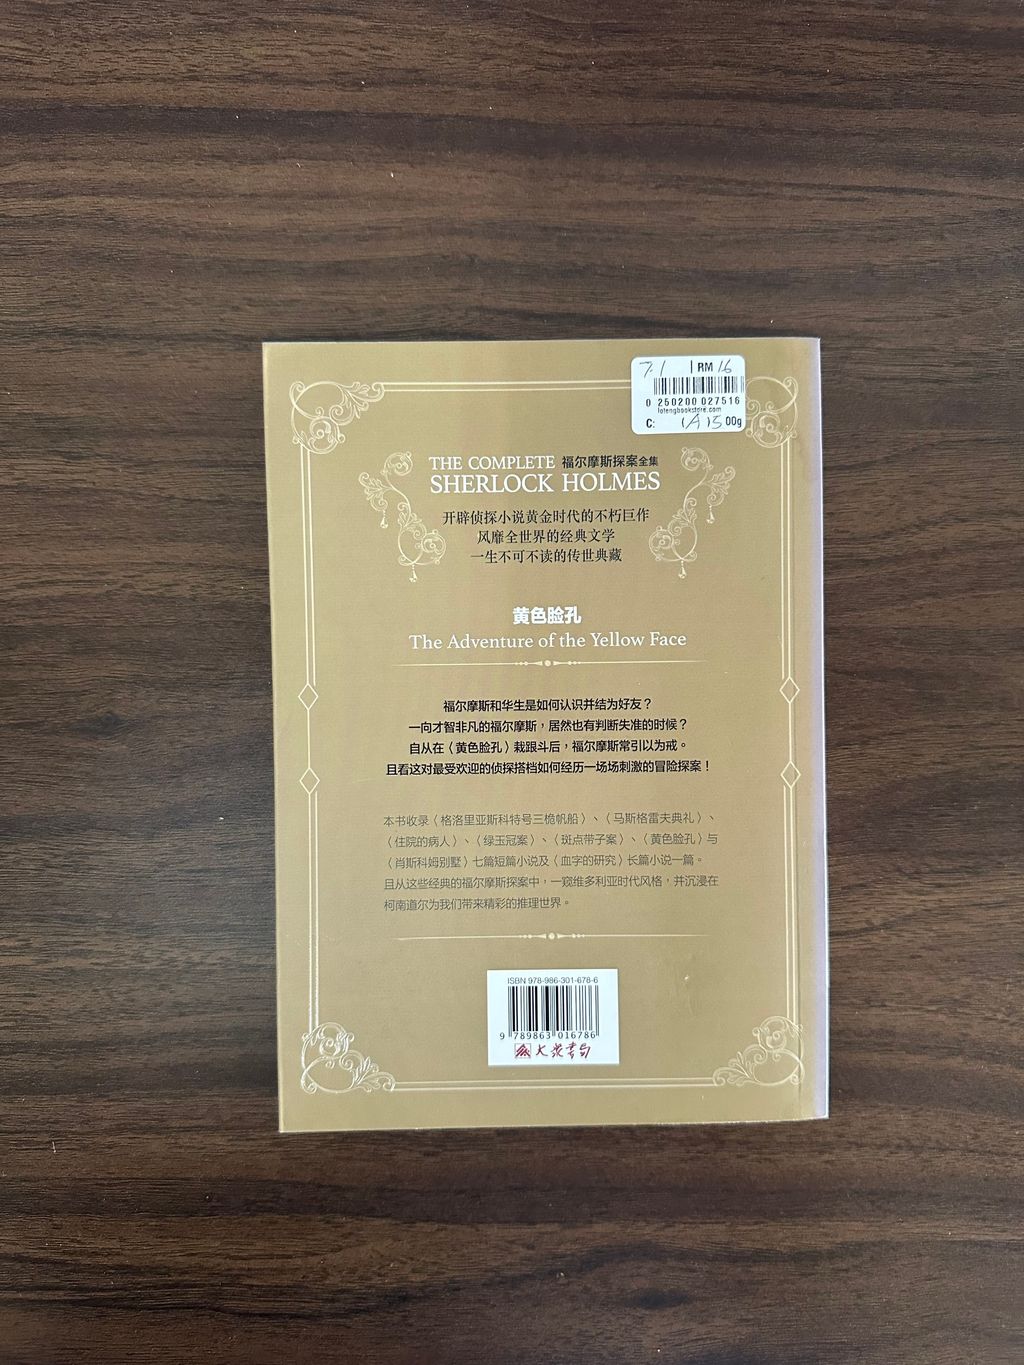 7.1 RM 16
0 250200 027516
lotengbookstore.com
C: 1A15 00g
THE COMPLETE 福尔摩斯探案全集
SHERLOCK HOLMES
开辟侦探小说黄金时代的不朽巨作
风靡全世界的经典文学
一生不可不读的传世典藏
黄色脸孔
The Adventure of the Yellow Face
福尔摩斯和华生是如何认识并结为好友？
一向才智非凡的福尔摩斯，居然也有判断失准的时候？
自从在〈黄色脸孔〉栽跟斗后，福尔摩斯常引以为戒。
且看这对最受欢迎的侦探搭档如何经历一场场刺激的冒险探案！
本书收录〈格洛里亚斯科特号三桅帆船〉、〈马斯格雷夫典礼〉、
〈住院的病人〉、〈绿玉冠案〉、〈斑点带子案〉、〈黄色脸孔〉与
〈肖斯科姆别墅〉七篇短篇小说及〈血字的研究〉长篇小说一篇。
且从这些经典的福尔摩斯探案中，一窥维多利亚时代风格，并沉浸在
柯南道尔为我们带来精彩的推理世界。
ISBN 978-986-301-678-6
9 789863 016786
大众书局